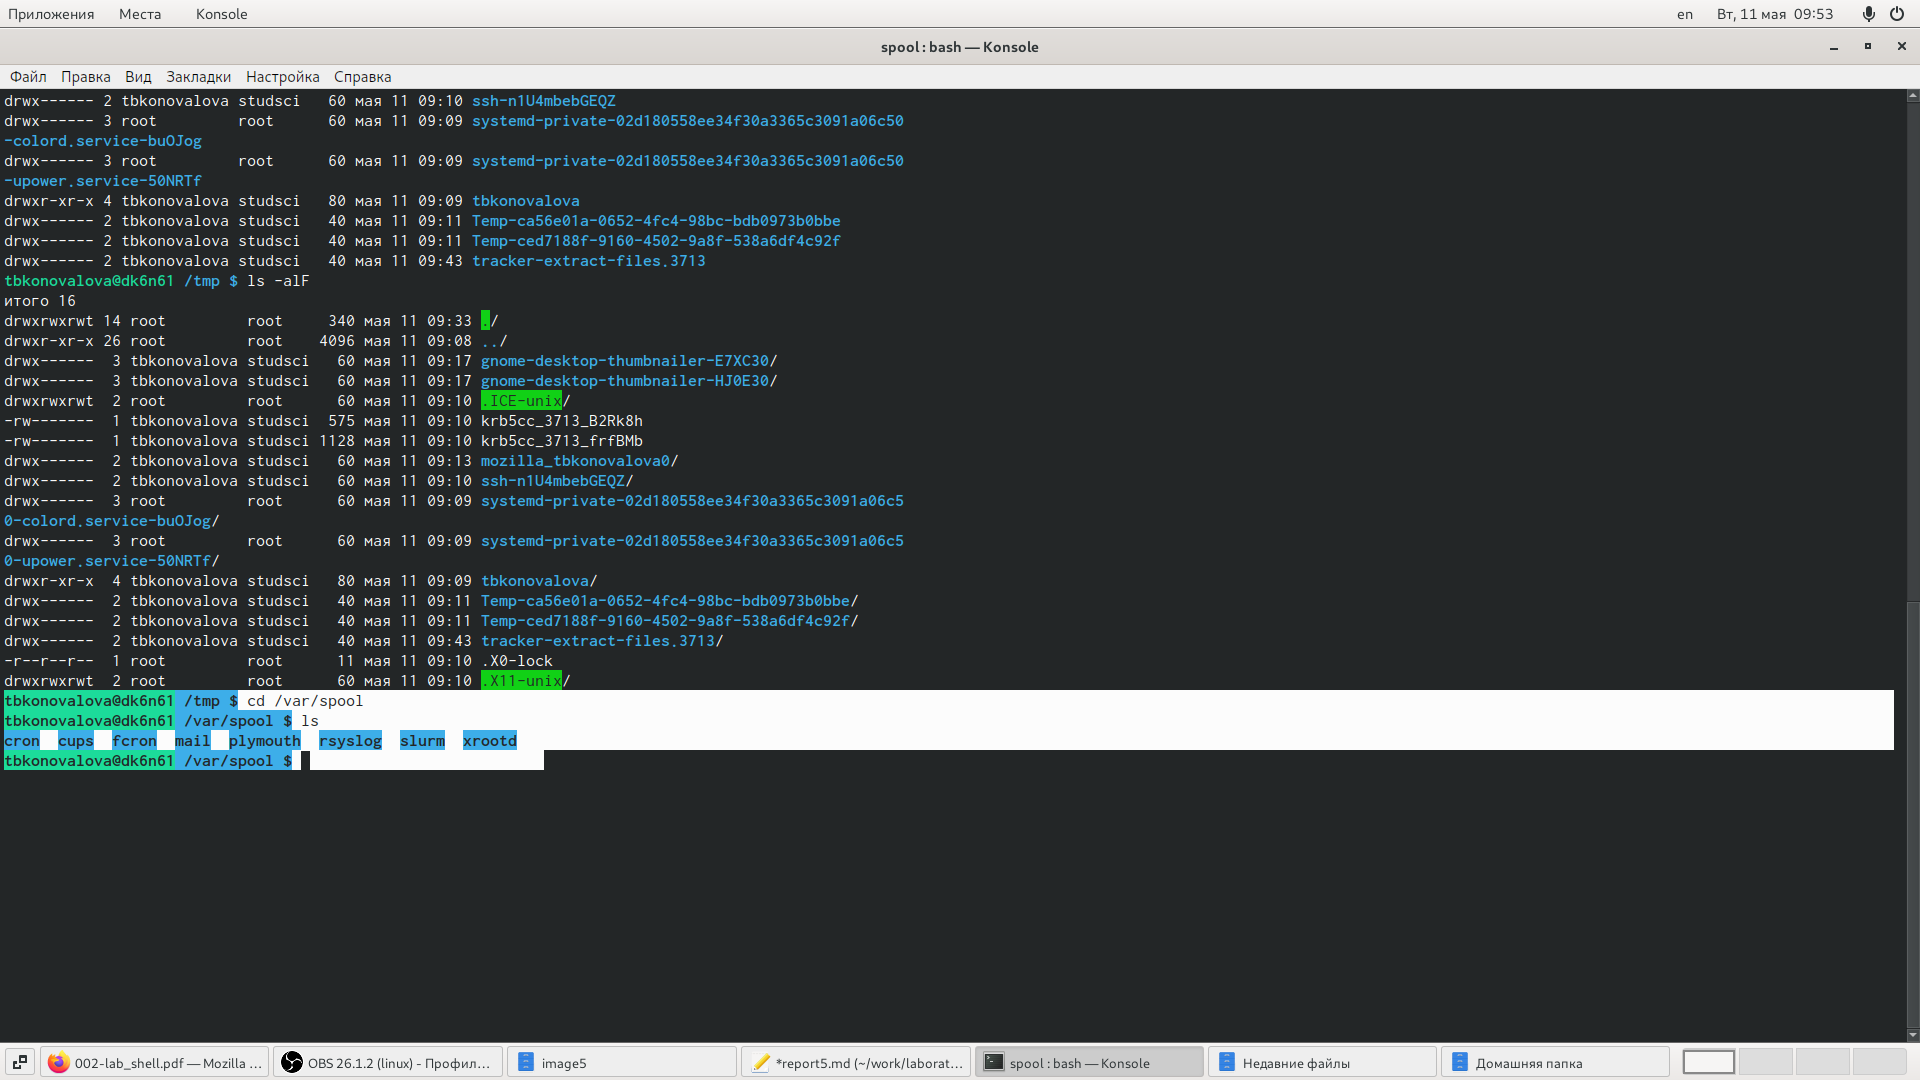 Приложения Места Konsole en Вт, 11 мая 09:53
spool : bash — Konsole
Файл Правка Вид Закладки Настройка Справка
drwx------ 2 tbkonovalova studsci   60 мая 11 09:10 ssh-n1U4mbebGEQZ
drwx------ 3 root         root      60 мая 11 09:09 systemd-private-02d180558ee34f30a3365c3091a06c50
-colord.service-buOJog
drwx------ 3 root         root      60 мая 11 09:09 systemd-private-02d180558ee34f30a3365c3091a06c50
-upower.service-50NRTf
drwxr-xr-x 4 tbkonovalova studsci   80 мая 11 09:09 tbkonovalova
drwx------ 2 tbkonovalova studsci   40 мая 11 09:11 Temp-ca56e01a-0652-4fc4-98bc-bdb0973b0bbe
drwx------ 2 tbkonovalova studsci   40 мая 11 09:11 Temp-ced7188f-9160-4502-9a8f-538a6df4c92f
drwx------ 2 tbkonovalova studsci   40 мая 11 09:43 tracker-extract-files.3713
tbkonovalova@dk6n61 /tmp $ ls -alF
итого 16
drwxrwxrwt 14 root         root     340 мая 11 09:33 ./
drwxr-xr-x 26 root         root    4096 мая 11 09:08 ../
drwx------  3 tbkonovalova studsci   60 мая 11 09:17 gnome-desktop-thumbnailer-E7XC30/
drwx------  3 tbkonovalova studsci   60 мая 11 09:17 gnome-desktop-thumbnailer-HJ0E30/
drwxrwxrwt  2 root         root      60 мая 11 09:10 .ICE-unix/
-rw-------  1 tbkonovalova studsci  575 мая 11 09:10 krb5cc_3713_B2Rk8h
-rw-------  1 tbkonovalova studsci 1128 мая 11 09:10 krb5cc_3713_frfBMb
drwx------  2 tbkonovalova studsci   60 мая 11 09:13 mozilla_tbkonovalova0/
drwx------  2 tbkonovalova studsci   60 мая 11 09:10 ssh-n1U4mbebGEQZ/
drwx------  3 root         root      60 мая 11 09:09 systemd-private-02d180558ee34f30a3365c3091a06c5
0-colord.service-buOJog/
drwx------  3 root         root      60 мая 11 09:09 systemd-private-02d180558ee34f30a3365c3091a06c5
0-upower.service-50NRTf/
drwxr-xr-x  4 tbkonovalova studsci   80 мая 11 09:09 tbkonovalova/
drwx------  2 tbkonovalova studsci   40 мая 11 09:11 Temp-ca56e01a-0652-4fc4-98bc-bdb0973b0bbe/
drwx------  2 tbkonovalova studsci   40 мая 11 09:11 Temp-ced7188f-9160-4502-9a8f-538a6df4c92f/
drwx------  2 tbkonovalova studsci   40 мая 11 09:43 tracker-extract-files.3713/
-r--r--r--  1 root         root      11 мая 11 09:10 .X0-lock
drwxrwxrwt  2 root         root      60 мая 11 09:10 .X11-unix/
tbkonovalova@dk6n61 /tmp $ cd /var/spool
tbkonovalova@dk6n61 /var/spool $ ls
cron  cups  fcron  mail  plymouth  rsyslog  slurm  xrootd
tbkonovalova@dk6n61 /var/spool $
002-lab_shell.pdf — Mozilla ... OBS 26.1.2 (linux) - Профил... image5 *report5.md (~/work/laborat... spool : bash — Konsole Недавние файлы Домашняя папка